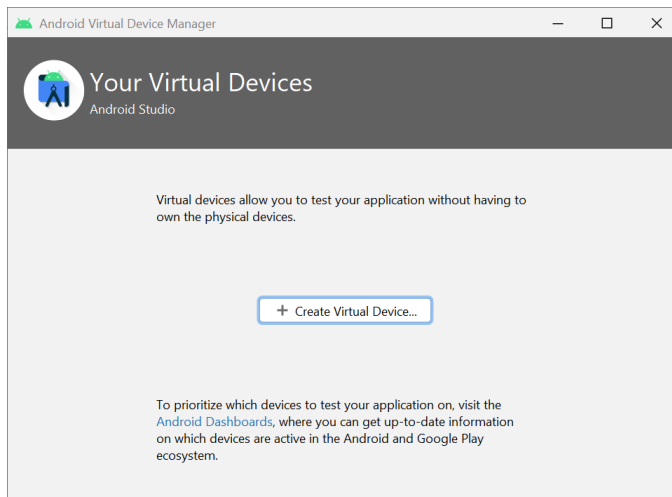 Android Virtual Device Manager
Your Virtual Devices
Android Studio
Virtual devices allow you to test your application without having to
own the physical devices.
+ Create Virtual Device...
To prioritize which devices to test your application on, visit the
Android Dashboards, where you can get up-to-date information
on which devices are active in the Android and Google Play
ecosystem.